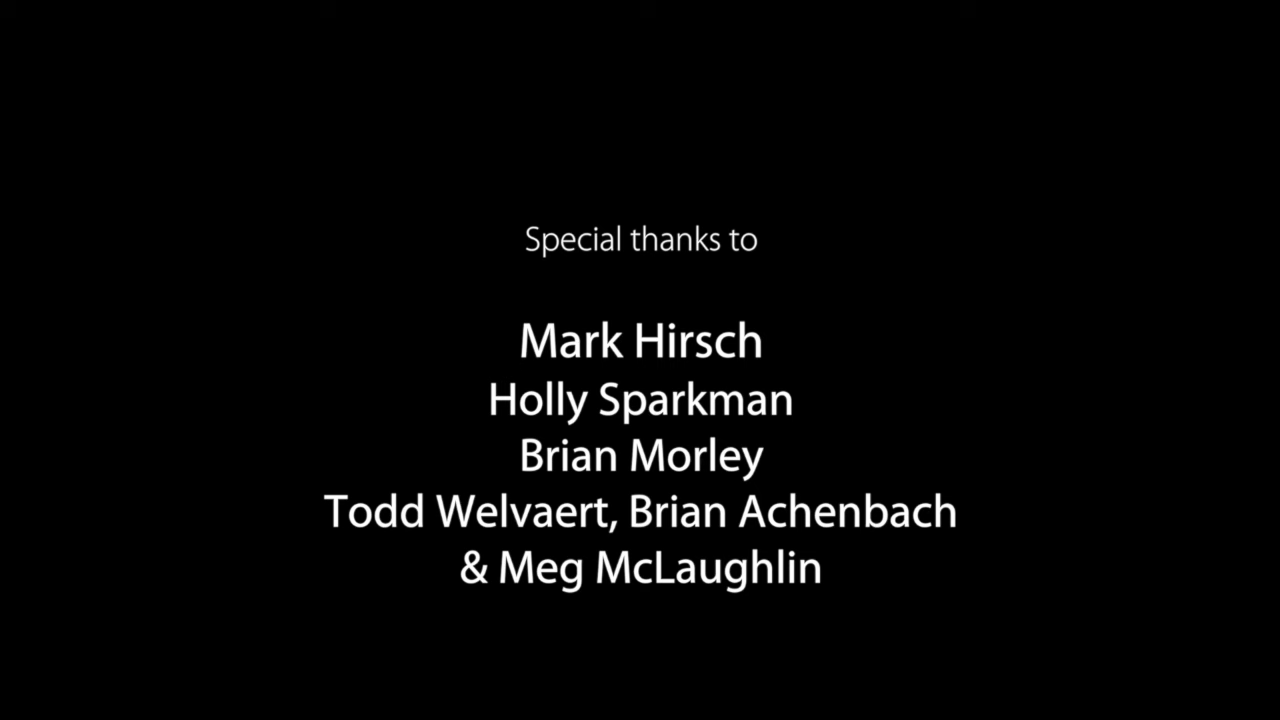 Special thanks to
Mark Hirsch
Holly Sparkman
Brian Morley
Todd Welvaert, Brian Achenbach
& Meg McLaughlin